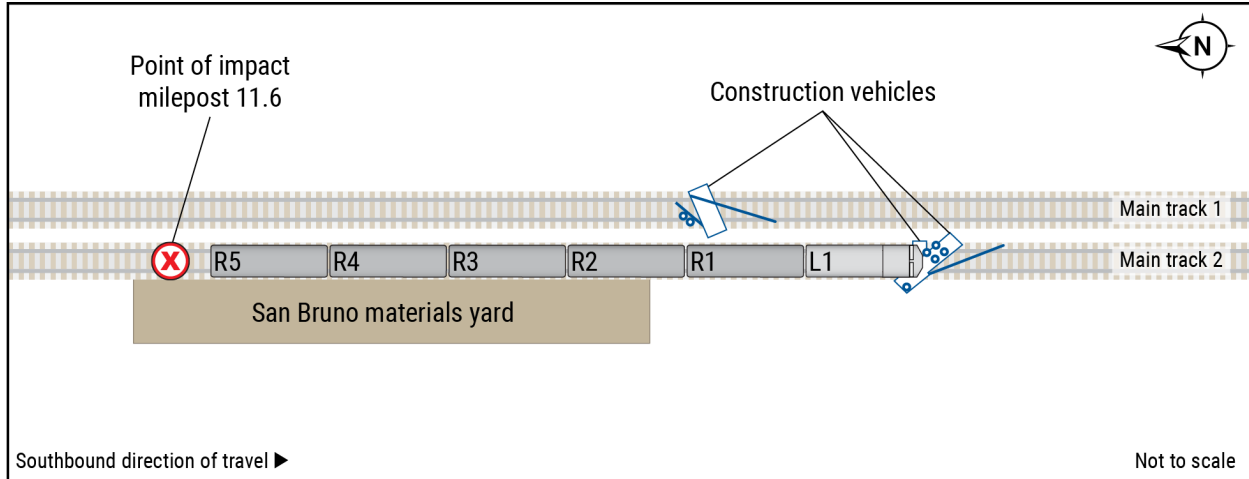 N
Point of impact
milepost 11.6
Construction vehicles
Main track 1
X
R5
R4
R3
R2
R1
L1
Main track 2
San Bruno materials yard
Southbound direction of travel ▶
Not to scale